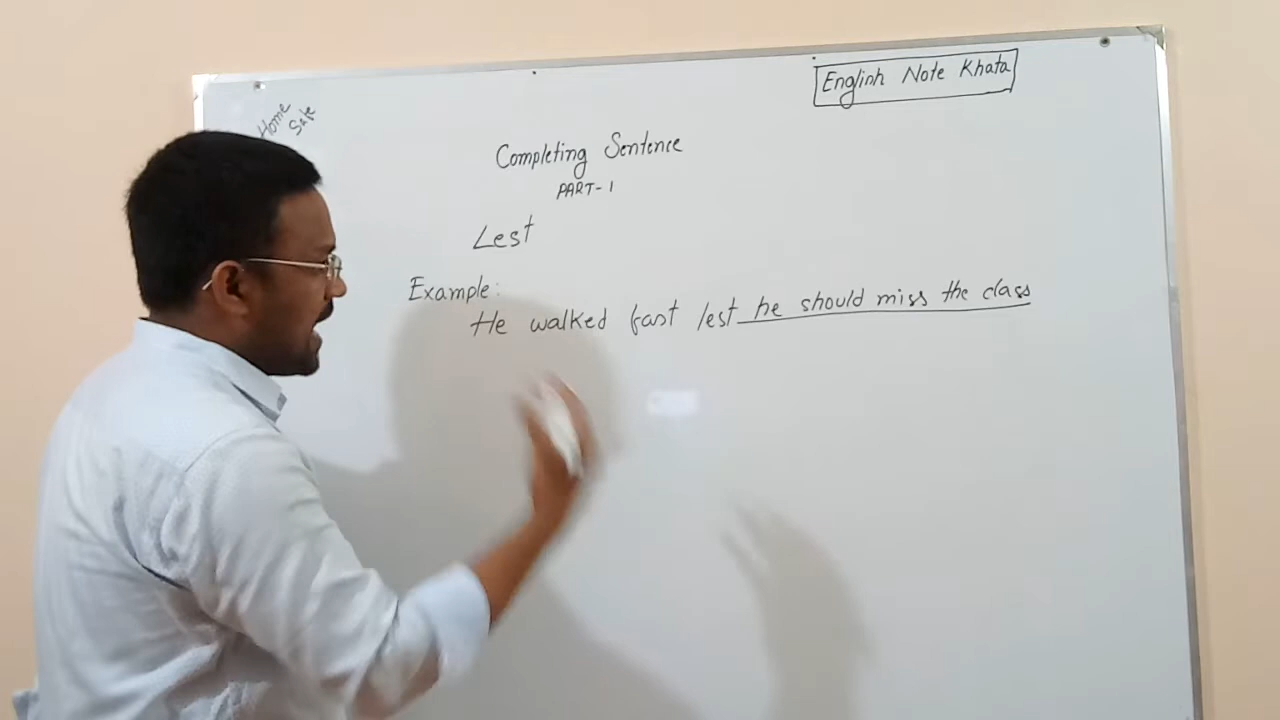 English Note Khata
Home
Safe
Completing Sentence
PART-1
Lest
Example:
He walked fast lest he should miss the class